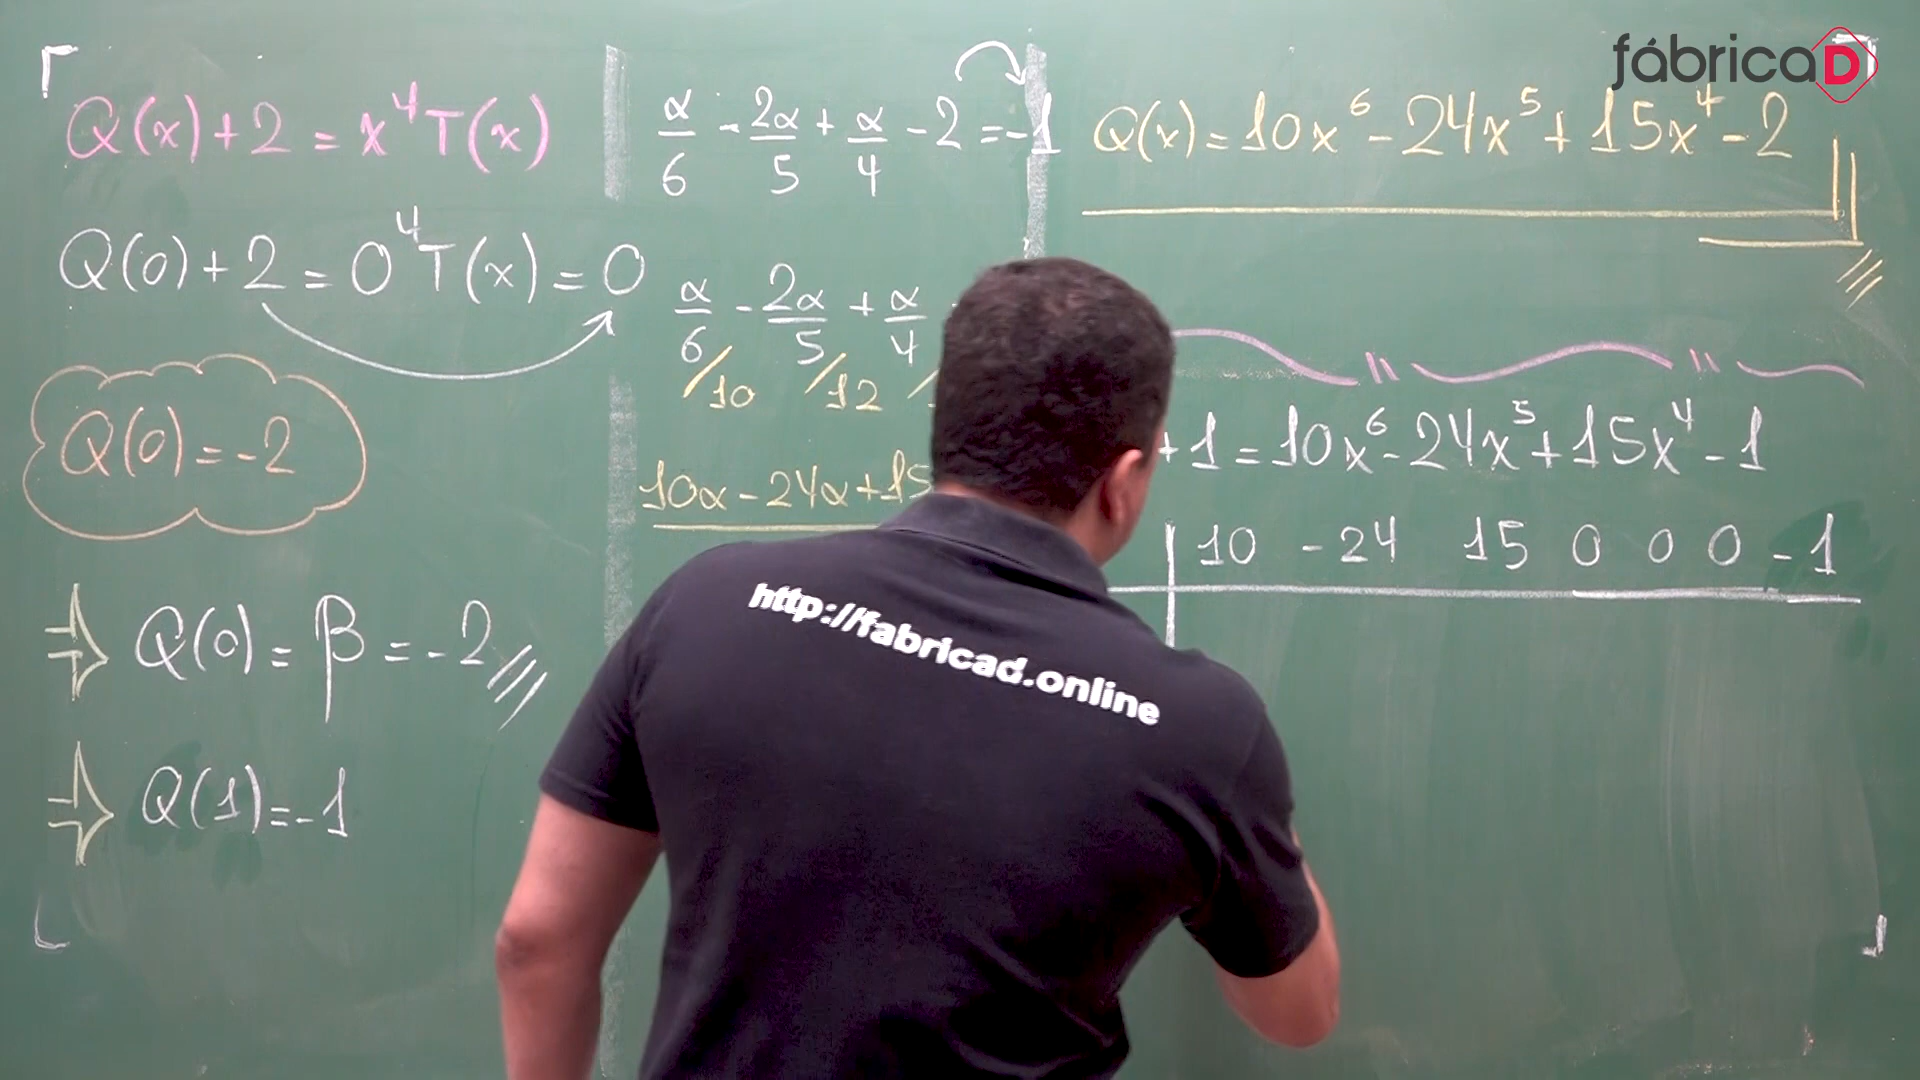 fábricaD
Q(x)+2 = x⁴T(x)
Q(0)+2 = 0⁴T(x) = 0
Q(0) = -2
⇒ Q(0) = β = -2
⇒ Q(1) = -1
α/6 - 2α/5 + α/4 - 2 = -1
α/6 - 2α/5 + α/4
/10 /12 /
10α - 24α + 15
Q(x) = 10x⁶ - 24x⁵ + 15x⁴ - 2
+ 1 = 10x⁶ - 24x⁵ + 15x⁴ - 1
10 -24 15 0 0 0 -1
http://fabricad.online